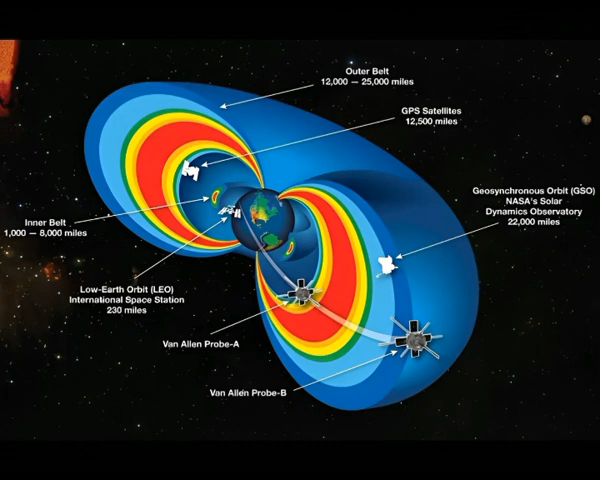 Outer Belt
12,000 — 25,000 miles
GPS Satellites
12,500 miles
Geosynchronous Orbit (GSO)
NASA's Solar
Dynamics Observatory
22,000 miles
Inner Belt
1,000 — 8,000 miles
Low-Earth Orbit (LEO)
International Space Station
230 miles
Van Allen Probe-A
Van Allen Probe-B